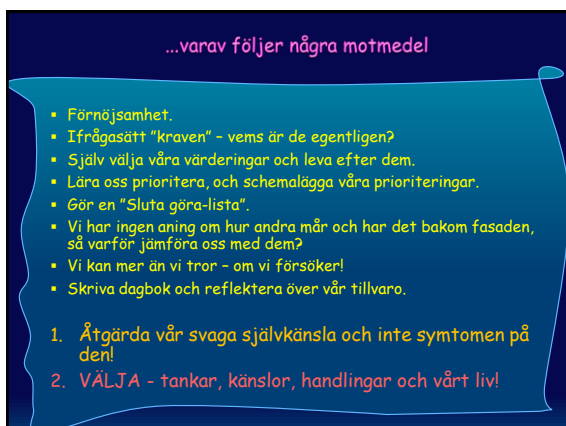 ...varav följer några motmedel
▪ Förnöjsamhet.
▪ Ifrågasätt ”kraven” – vems är de egentligen?
▪ Själv välja våra värderingar och leva efter dem.
▪ Lära oss prioritera, och schemalägga våra prioriteringar.
▪ Gör en ”Sluta göra-lista”.
▪ Vi har ingen aning om hur andra mår och har det bakom fasaden,
så varför jämföra oss med dem?
▪ Vi kan mer än vi tror – om vi försöker!
▪ Skriva dagbok och reflektera över vår tillvaro.
1. Åtgärda vår svaga självkänsla och inte symtomen på
den!
2. VÄLJA - tankar, känslor, handlingar och vårt liv!